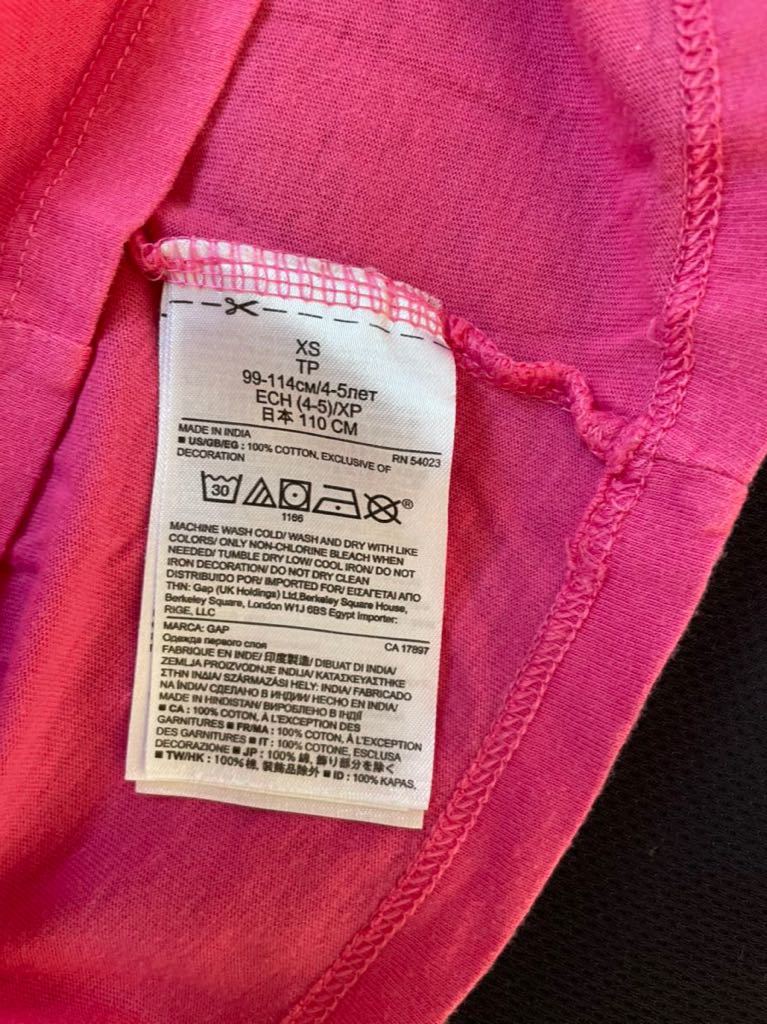 XS
TP
99-114см/4-5лет
ECH (4-5)/XP
日本 110 CM
MADE IN INDIA RN 54023
■ US/GB/EG : 100% COTTON, EXCLUSIVE OF
DECORATION
30 ®
1166
MACHINE WASH COLD/ WASH AND DRY WITH LIKE
COLORS/ ONLY NON-CHLORINE BLEACH WHEN
NEEDED/ TUMBLE DRY LOW/ COOL IRON/ DO NOT
IRON DECORATION/ DO NOT DRY CLEAN
DISTRIBUIDO POR/ IMPORTED FOR/ ΕΙΣΑΓΕΤΑΙ ΑΠΟ
ΤΗΝ: Gap (UK Holdings) Ltd,Berkeley Square House,
Berkeley Square, London W1J 6BS Egypt Importer:
RiGE, LLC
MARCA: GAP CA 17897
Одежда первого слоя
FABRIQUE EN INDE/ 印度製造/ DIBUAT DI INDIA/
ZEMLJA PROIZVODNJE INDIJA/ ΚΑΤΑΣΚΕΥΑΣΤΗΚΕ
ΣΤΗΝ ΙΝΔΙΑ/ SZÁRMAZÁSI HELY: INDIA/ FABRICADO
NA ÍNDIA/ СДЕЛАНО В ИНДИИ/ HECHO EN INDIA/
MADE IN HINDISTAN/ ВИРОБЛЕНО В ІНДІЇ
■ CA : 100% COTON, À L'EXCEPTION DES
GARNITURES ■ FR/MA : 100% COTON, À L'EXCEPTION
DES GARNITURES ■ IT : 100% COTONE, ESCLUSA
DECORAZIONE ■ JP : 100% 綿, 飾り部分を除く
■ TW/HK : 100% 棉, 裝飾品除外 ■ ID : 100% KAPAS,